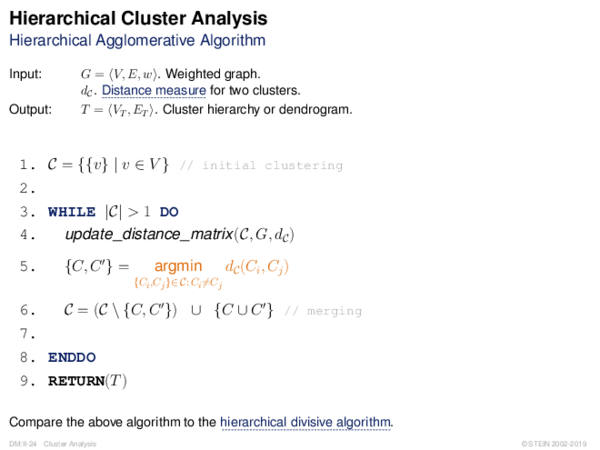 Hierarchical Cluster Analysis
Hierarchical Agglomerative Algorithm
Input: G = ⟨V, E, w⟩. Weighted graph.
d𝒞. Distance measure for two clusters.
Output: T = ⟨V_T, E_T⟩. Cluster hierarchy or dendrogram.
1. 𝒞 = {{v} | v ∈ V} // initial clustering
2.
3. WHILE |𝒞| > 1 DO
4. update_distance_matrix(𝒞, G, d𝒞)
5. {C, C′} = argmin d𝒞(C_i, C_j)
{C_i,C_j}∈𝒞:C_i≠C_j
6. 𝒞 = (𝒞 \ {C, C′}) ∪ {C ∪ C′} // merging
7.
8. ENDDO
9. RETURN(T)
Compare the above algorithm to the hierarchical divisive algorithm.
DM:II-24 Cluster Analysis ©STEIN 2002-2019